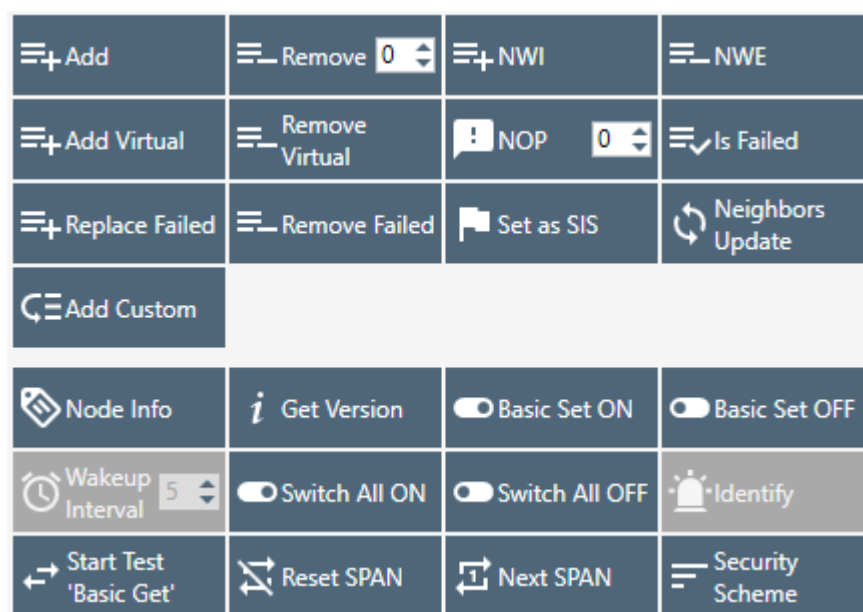 Add
Remove 0
NWI
NWE
Add Virtual
Remove
Virtual
NOP 0
Is Failed
Replace Failed
Remove Failed
Set as SIS
Neighbors
Update
Add Custom
Node Info
i Get Version
Basic Set ON
Basic Set OFF
Wakeup
Interval
5
Switch All ON
Switch All OFF
Identify
Start Test
'Basic Get'
Reset SPAN
1 Next SPAN
Security
Scheme